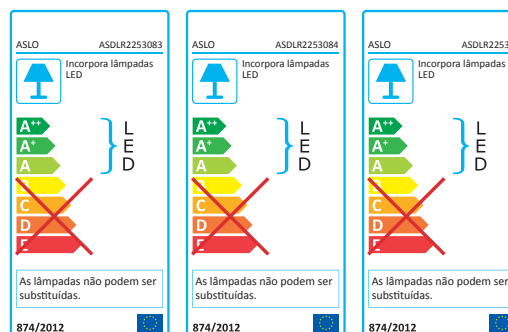 ASLO ASDLR2253083
Incorpora lâmpadas
LED
A++
A+
A
L
E
D
C
D
As lâmpadas não podem ser
substituídas.
874/2012
ASLO ASDLR2253084
Incorpora lâmpadas
LED
A++
A+
A
L
E
D
C
D
As lâmpadas não podem ser
substituídas.
874/2012
ASLO ASDLR2253
Incorpora lâmpadas
LED
A++
A+
A
L
E
D
C
D
As lâmpadas não podem ser
substituídas.
874/2012